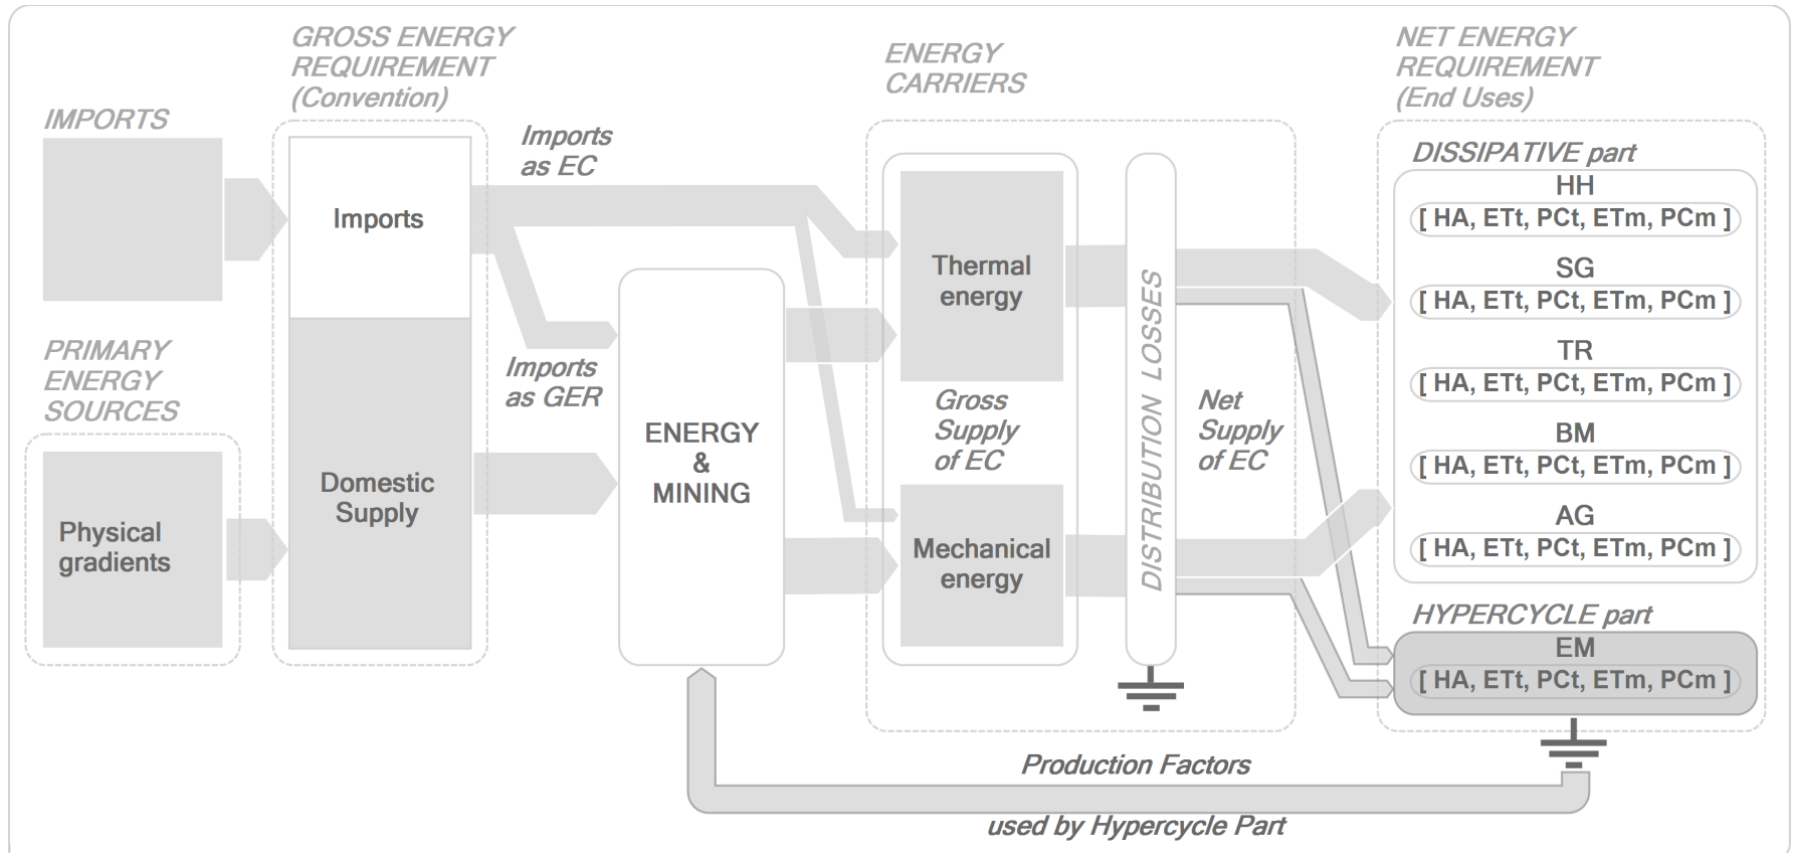 GROSS ENERGY
REQUIREMENT
(Convention)
ENERGY
CARRIERS
NET ENERGY
REQUIREMENT
(End Uses)
IMPORTS
Imports
as EC
Imports
Imports
as GER
PRIMARY
ENERGY
SOURCES
Physical
gradients
Domestic
Supply
ENERGY
&
MINING
Thermal
energy
Gross
Supply
of EC
Mechanical
energy
DISTRIBUTION LOSSES
Net
Supply
of EC
DISSIPATIVE part
HH
[ HA, ETt, PCt, ETm, PCm ]
SG
[ HA, ETt, PCt, ETm, PCm ]
TR
[ HA, ETt, PCt, ETm, PCm ]
BM
[ HA, ETt, PCt, ETm, PCm ]
AG
[ HA, ETt, PCt, ETm, PCm ]
HYPERCYCLE part
EM
[ HA, ETt, PCt, ETm, PCm ]
Production Factors
used by Hypercycle Part